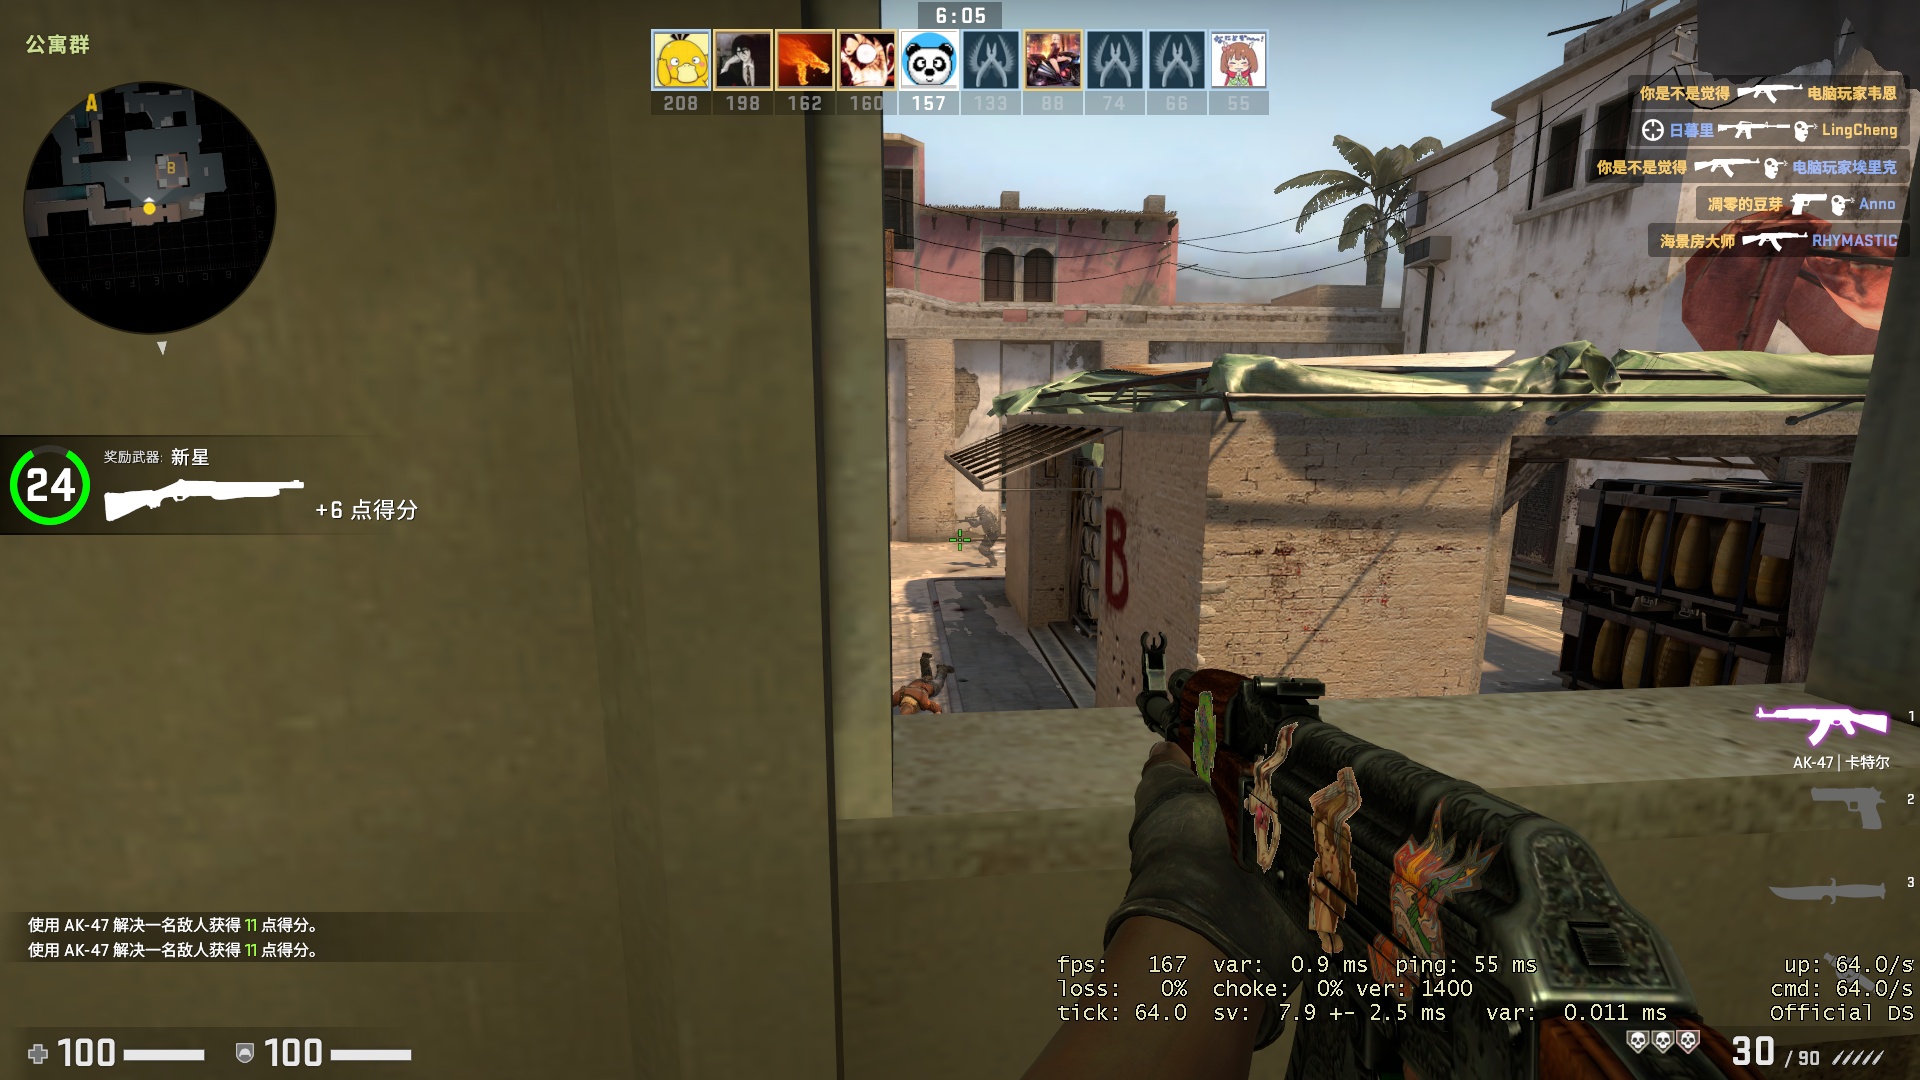 公寓群
6:05
208 198 162 160 157 133 88 74 66 55
A
B
你是不是觉得 电脑玩家韦恩
日暮里 LingCheng
你是不是觉得 电脑玩家埃里克
凋零的豆芽 Anno
海景房大师 RHYMASTIC
24
奖励武器: 新星
+6 点得分
B
1
AK-47 | 卡特尔
2
3
使用 AK-47 解决一名敌人获得 11 点得分。
使用 AK-47 解决一名敌人获得 11 点得分。
fps: 167 var: 0.9 ms ping: 55 ms
loss: 0% choke: 0% ver: 1400
tick: 64.0 sv: 7.9 +- 2.5 ms var: 0.011 ms
up: 64.0/s
cmd: 64.0/s
Official DS
100 100
30 / 90